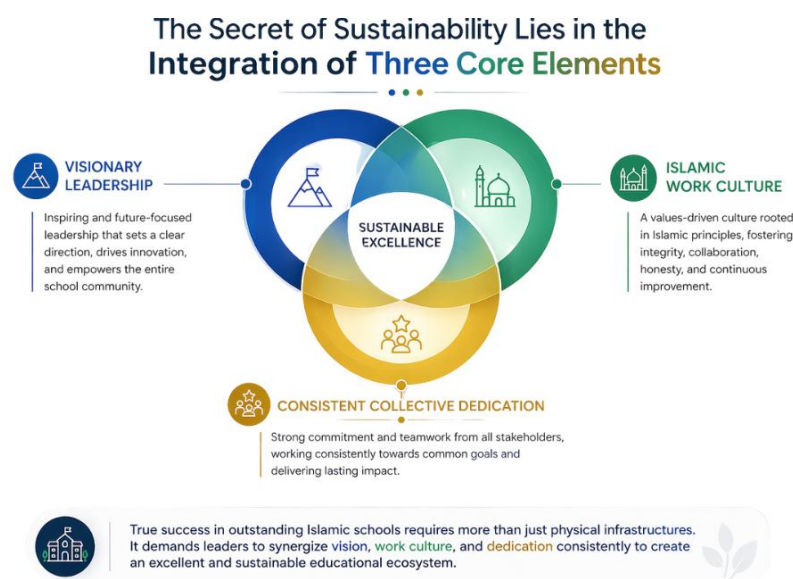 The Secret of Sustainability Lies in the
Integration of Three Core Elements
VISIONARY
LEADERSHIP
Inspiring and future-focused
leadership that sets a clear
direction, drives innovation,
and empowers the entire
school community.
SUSTAINABLE
EXCELLENCE
ISLAMIC
WORK CULTURE
A values-driven culture rooted
in Islamic principles, fostering
integrity, collaboration,
honesty, and continuous
improvement.
CONSISTENT COLLECTIVE DEDICATION
Strong commitment and teamwork from all stakeholders,
working consistently towards common goals and
delivering lasting impact.
True success in outstanding Islamic schools requires more than just physical infrastructures.
It demands leaders to synergize vision, work culture, and dedication consistently to create
an excellent and sustainable educational ecosystem.